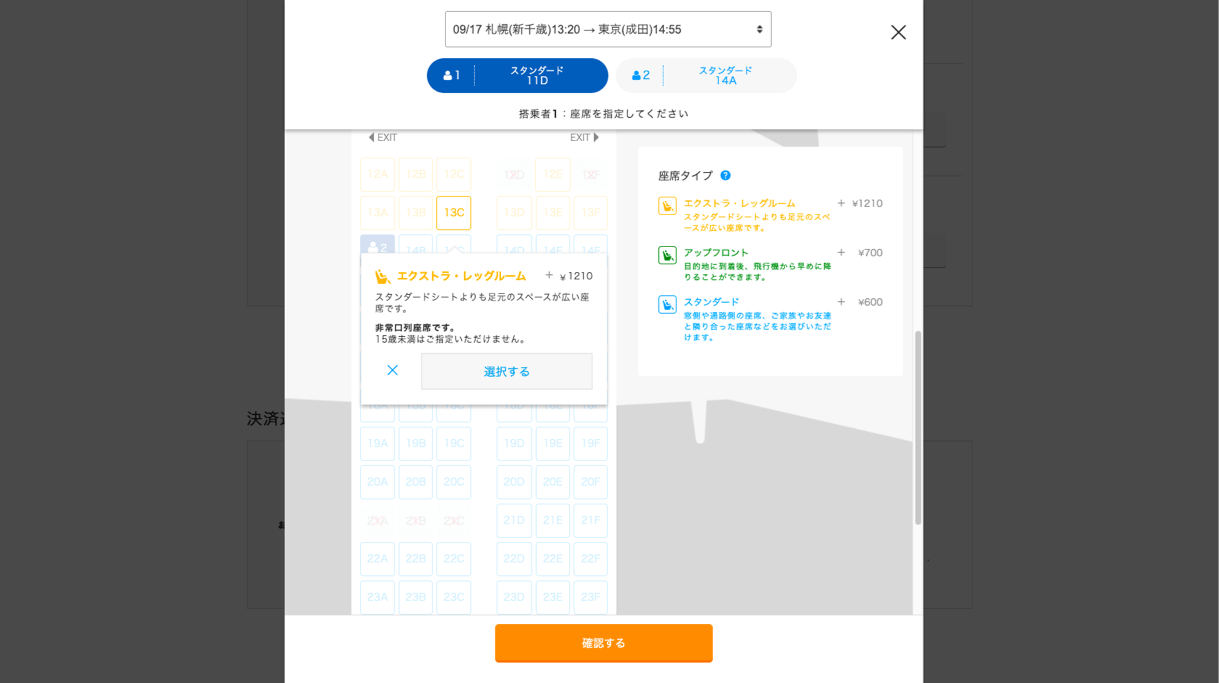 09/17 札幌(新千歳)13:20 → 東京(成田)14:55
1 スタンダード 11D
2 スタンダード 14A
搭乗者1：座席を指定してください
EXIT EXIT
12A 12B 12C 12D 12E 12F
13A 13B 13C 13D 13E 13F
2 14B 14C 14D 14E 14F
エクストラ・レッグルーム + ¥1210
スタンダードシートよりも足元のスペースが広い座
席です。
非常口列座席です。
15歳未満はご指定いただけません。
選択する
18A 18B 18C 18D 18E 18F
19A 19B 19C 19D 19E 19F
20A 20B 20C 20D 20E 20F
21A 21B 21C 21D 21E 21F
22A 22B 22C 22D 22E 22F
23A 23B 23C 23D 23E 23F
座席タイプ ?
エクストラ・レッグルーム + ¥1210
スタンダードシートよりも足元のスペ
ースが広い座席です。
アップフロント + ¥700
目的地に到着後、飛行機から早めに降
りることができます。
スタンダード + ¥600
窓側や通路側の座席、ご家族やお友達
と隣り合った座席などをお選びいただ
けます。
決済
確認する